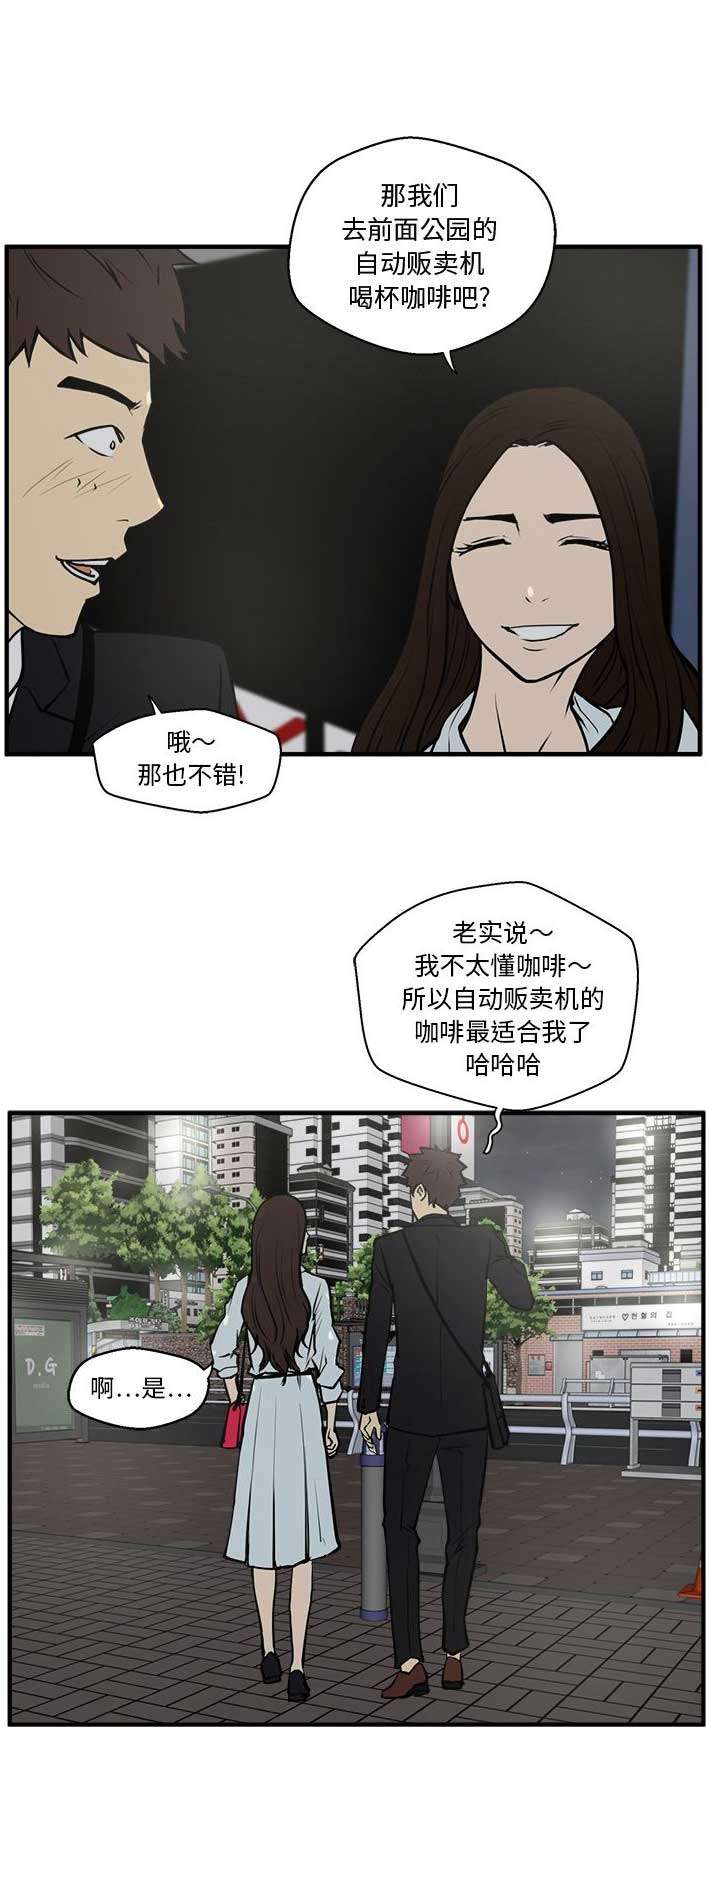 那我们
去前面公园的
自动贩卖机
喝杯咖啡吧?
哦～
那也不错!
老实说～
我不太懂咖啡～
所以自动贩卖机的
咖啡最适合我了
哈哈哈
D.G
啊...是...